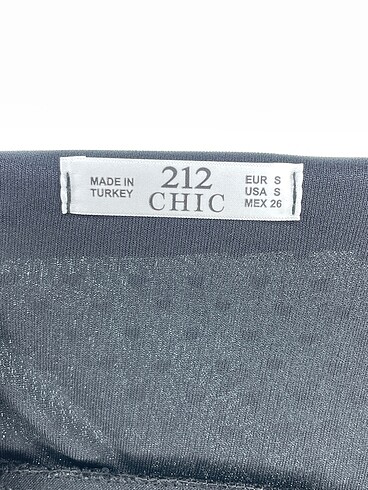 MADE IN
TURKEY
212
CHIC
EUR S
USA S
MEX 26